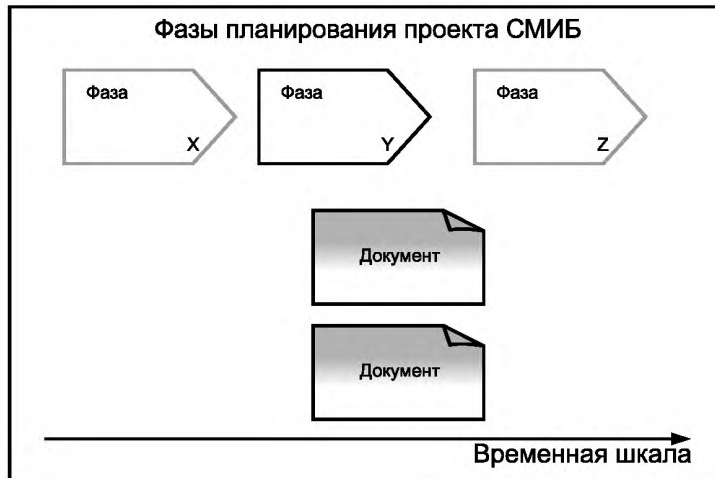 Фазы планирования проекта СМИБ
Фаза
X
Фаза
Y
Фаза
Z
Документ
Документ
Временная шкала